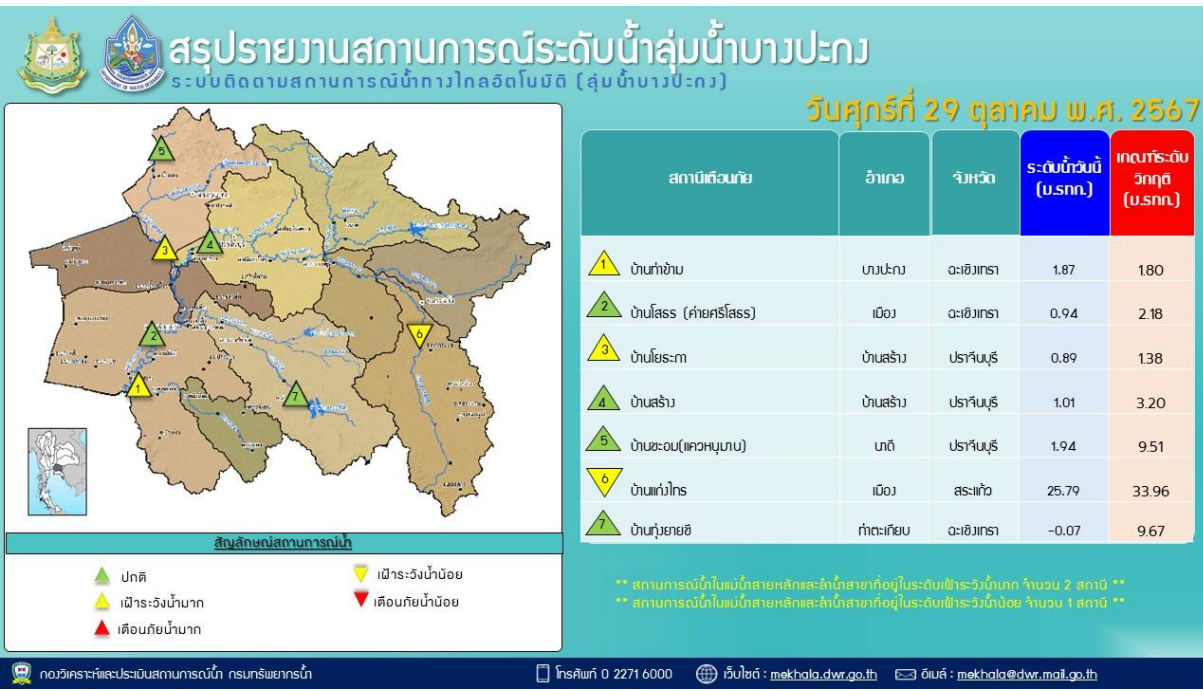 สรุปรายงานสถานการณ์ระดับน้ำลุ่มน้ำบางปะกง
ระบบติดตามสถานการณ์น้ำทางไกลอัตโนมัติ (ลุ่มน้ำบางปะกง)
วันศุกร์ที่ 29 ตุลาคม พ.ศ. 2567
สถานีเตือนภัย อำเภอ จังหวัด ระดับน้ำวันนี้ (ม.รทก.) เกณฑ์ระดับวิกฤติ (ม.รทก.)
1 บ้านท่าข้าม บางปะกง ฉะเชิงเทรา 1.87 1.80
2 บ้านโสธร (ค่ายศรีโสธร) เมือง ฉะเชิงเทรา 0.94 2.18
3 บ้านโยระกา บ้านสร้าง ปราจีนบุรี 0.89 1.38
4 บ้านสร้าง บ้านสร้าง ปราจีนบุรี 1.01 3.20
5 บ้านชะอม(แควหนุมาน) นาดี ปราจีนบุรี 1.94 9.51
6 บ้านแก่งไทร เมือง สระแก้ว 25.79 33.96
7 บ้านทุ่งยายชี ท่าตะเกียบ ฉะเชิงเทรา -0.07 9.67
** สถานการณ์น้ำในแม่น้ำสายหลักและลำน้ำสาขาที่อยู่ในระดับเฝ้าระวังน้ำมาก จำนวน 2 สถานี **
** สถานการณ์น้ำในแม่น้ำสายหลักและลำน้ำสาขาที่อยู่ในระดับเฝ้าระวังน้ำน้อย จำนวน 1 สถานี **
5
3
4
6
2
1
7
สัญลักษณ์สถานการณ์น้ำ
ปกติ
เฝ้าระวังน้ำมาก
เตือนภัยน้ำมาก
เฝ้าระวังน้ำน้อย
เตือนภัยน้ำน้อย
กองวิเคราะห์และประเมินสถานการณ์น้ำ กรมทรัพยากรน้ำ โทรศัพท์ 0 2271 6000 เว็บไซต์ : mekhala.dwr.go.th อีเมล์ : mekhala@dwr.mail.go.th